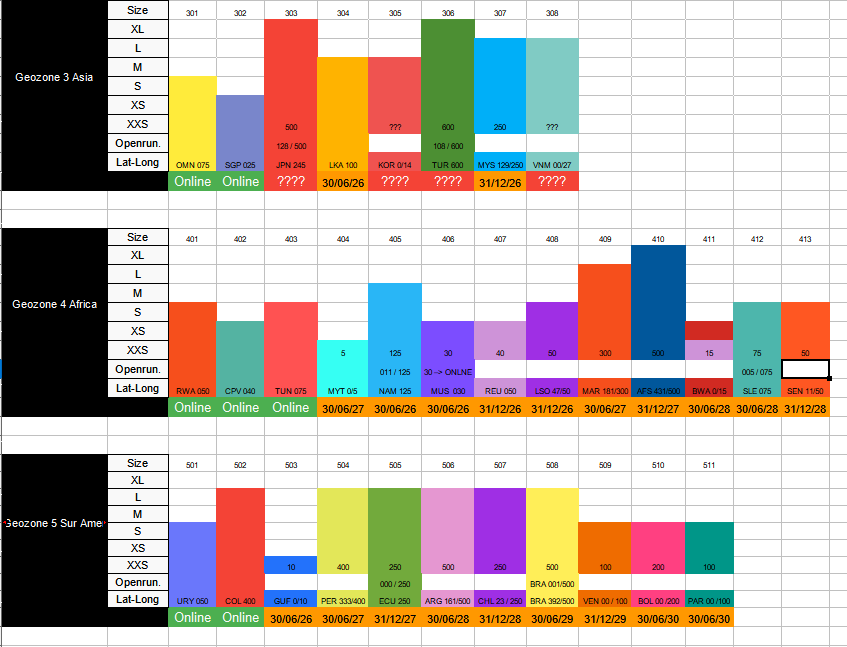 Size 301 302 303 304 305 306 307 308
XL
L
M
Geozone 3 Asia
S
XS
XXS 500 ??? 600 250 ???
Openrun. 128 / 500 108 / 600
Lat-Long OMN 075 SGP 025 JPN 245 LKA 100 KOR 0/14 TUR 600 MYS 129/250 VNM 00/27
Online Online ???? 30/06/26 ???? ???? 31/12/26 ????
Size 401 402 403 404 405 406 407 408 409 410 411 412 413
XL
L
M
Geozone 4 Africa
S
XS
XXS 5 125 30 40 50 300 500 15 75 50
Openrun. 011 / 125 30 -> ONLINE 005 / 075
Lat-Long RWA 050 CPV 040 TUN 075 MYT 0/5 NAM 125 MUS 030 REU 050 LSO 47/50 MAR 181/300 AFS 431/500 BWA 0/15 SLE 075 SEN 11/50
Online Online Online 30/06/27 30/06/26 30/06/26 31/12/26 31/12/26 30/06/27 31/12/27 30/06/28 30/06/28 31/12/28
Size 501 502 503 504 505 506 507 508 509 510 511
XL
L
M
Geozone 5 Sur Amer
S
XS
XXS 10 400 250 500 250 500 100 200 100
Openrun. 000 / 250 BRA 001/500
Lat-Long URY 050 COL 400 GUF 0/10 PER 333/400 ECU 250 ARG 161/500 CHL 23 / 250 BRA 392/500 VEN 00 / 100 BOL 00 /200 PAR 00 /100
Online Online 30/06/26 30/06/27 31/12/27 30/06/28 31/12/28 30/06/29 31/12/29 30/06/30 30/06/30